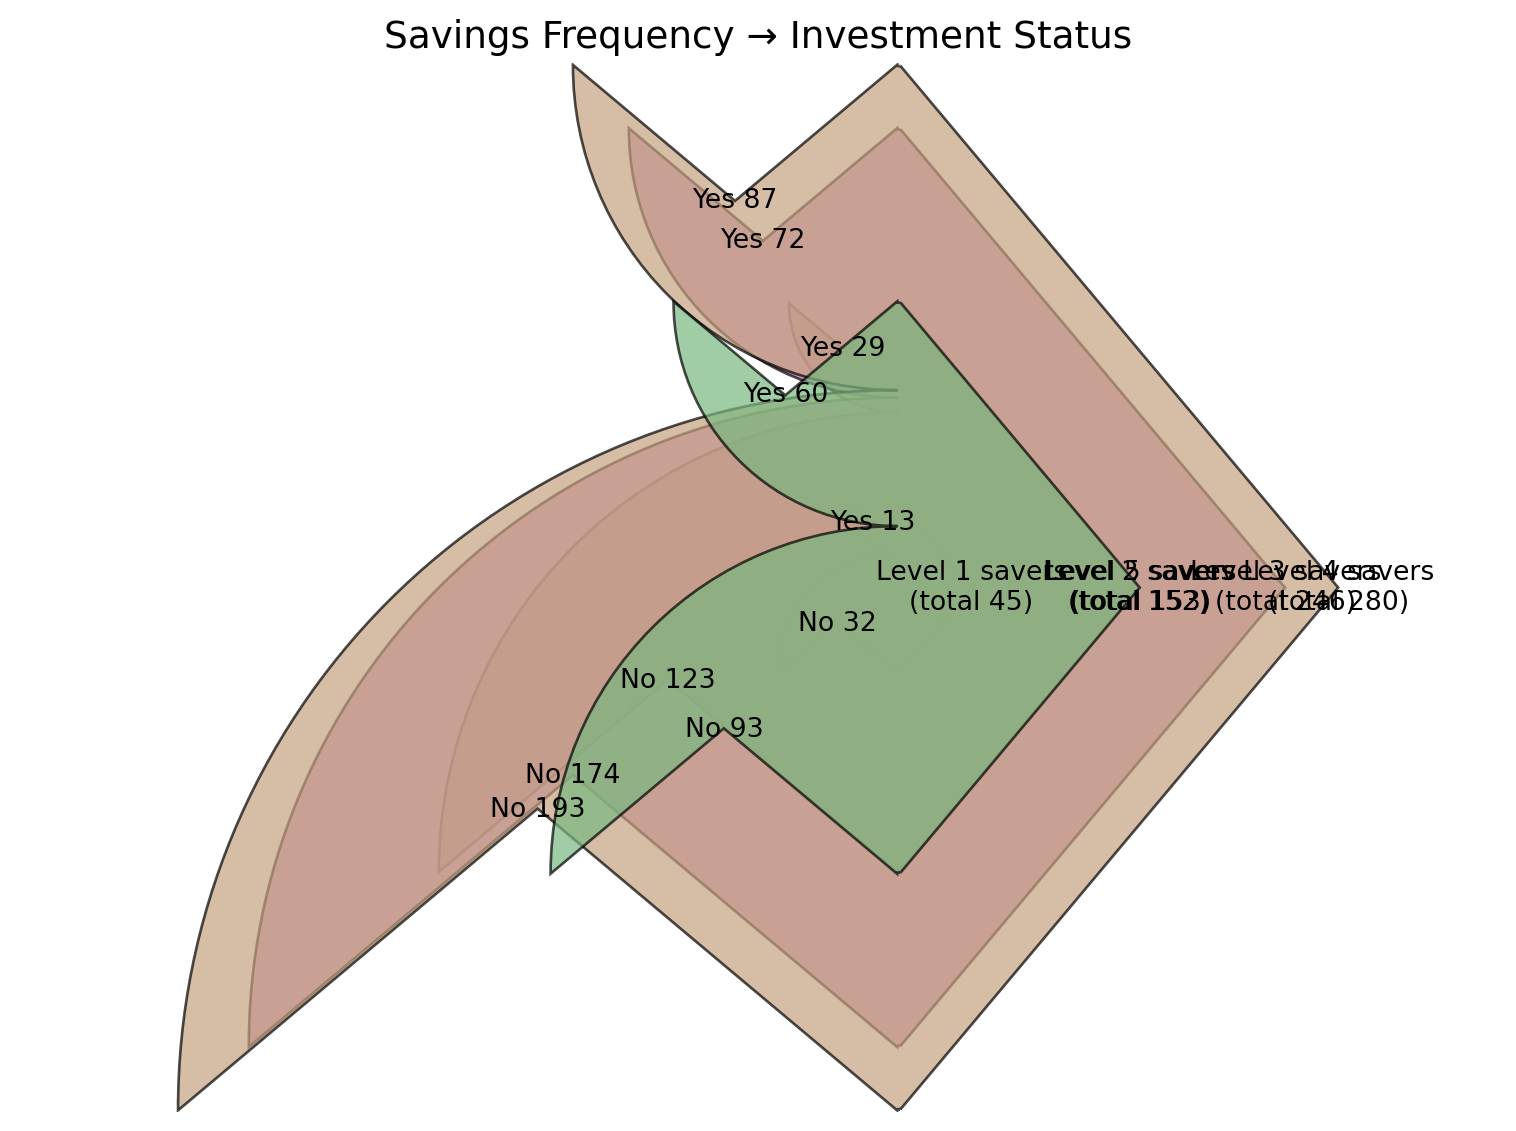 Savings Frequency → Investment Status
Yes 87
Yes 72
Yes 29
Yes 60
Yes 13
Level 1 savers
(total 45)
Level 2 savers
(total 153)
Level 5 savers
(total 152)
Level 3 savers
(total 246)
Level 4 savers
(total 280)
No 32
No 123
No 93
No 174
No 193